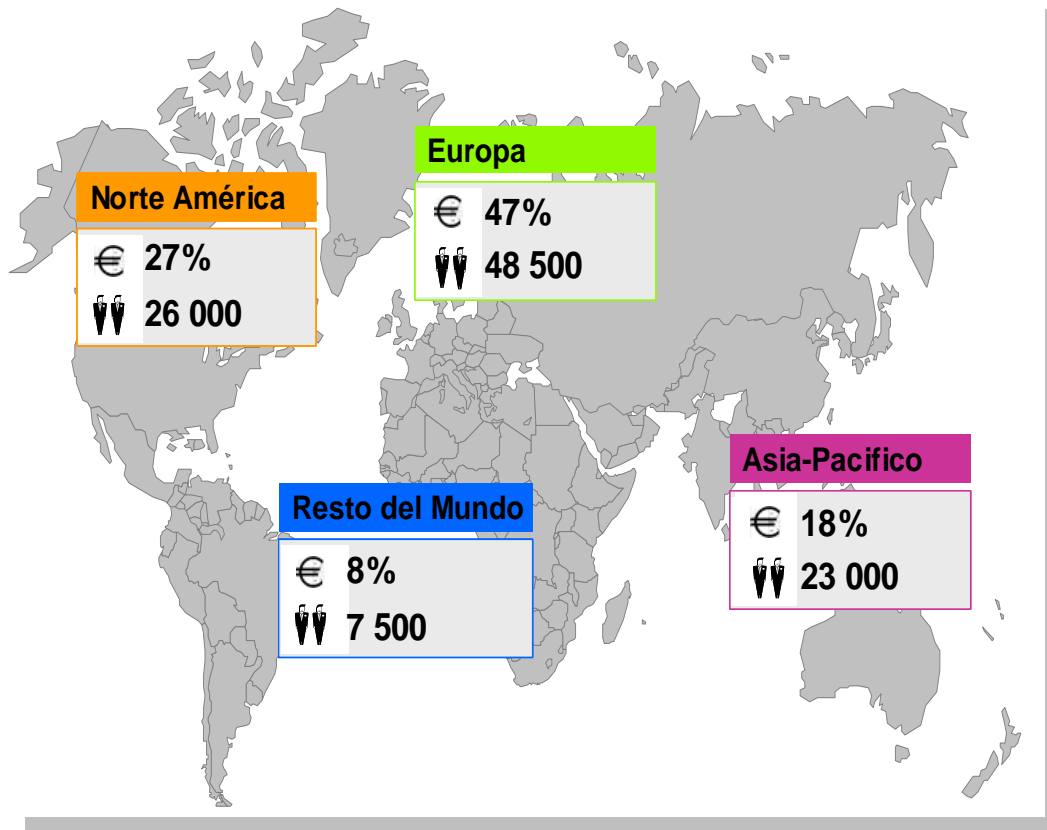 Europa
€ 47%
48 500
Norte América
€ 27%
26 000
Asia-Pacifico
€ 18%
23 000
Resto del Mundo
€ 8%
7 500